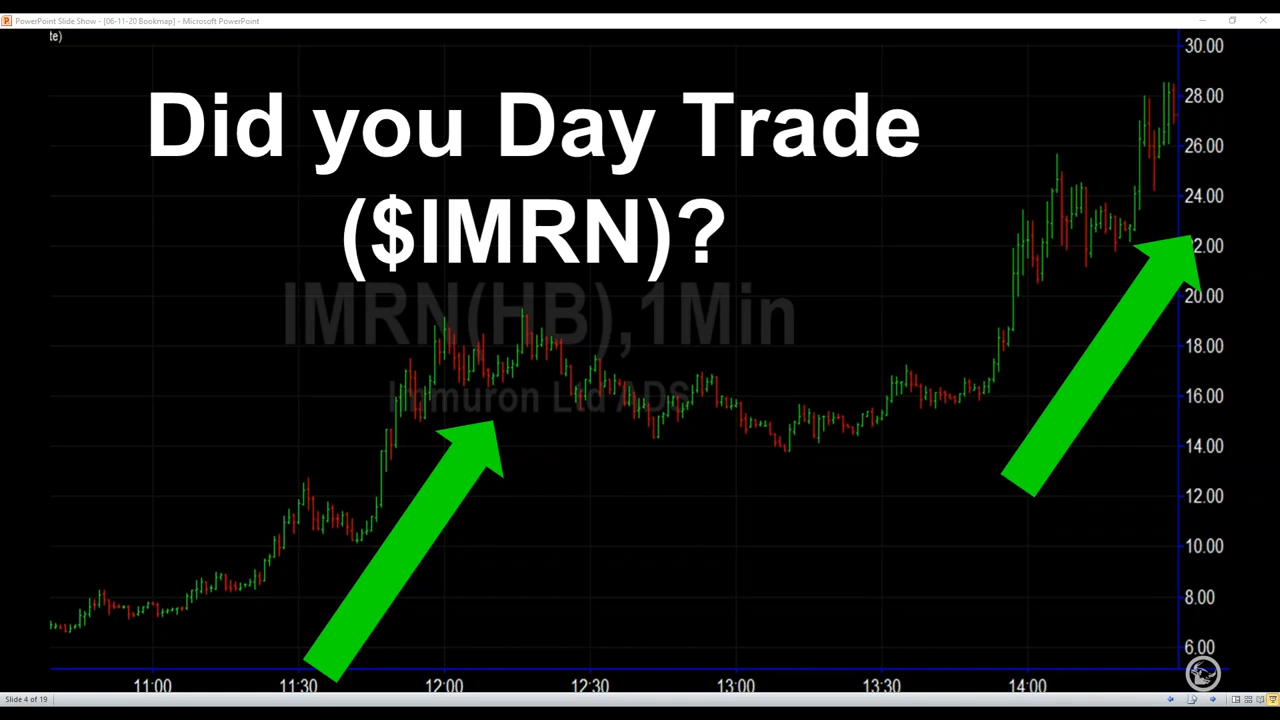 PowerPoint Slide Show - [06-11-20 Bookmap] - Microsoft PowerPoint
te)
Did you Day Trade
($IMRN)?
IMRN(HB),1Min
Immuron Ltd ADS
30.00
28.00
26.00
24.00
22.00
20.00
18.00
16.00
14.00
12.00
10.00
8.00
6.00
11:00 11:30 12:00 12:30 13:00 13:30 14:00
Slide 4 of 19